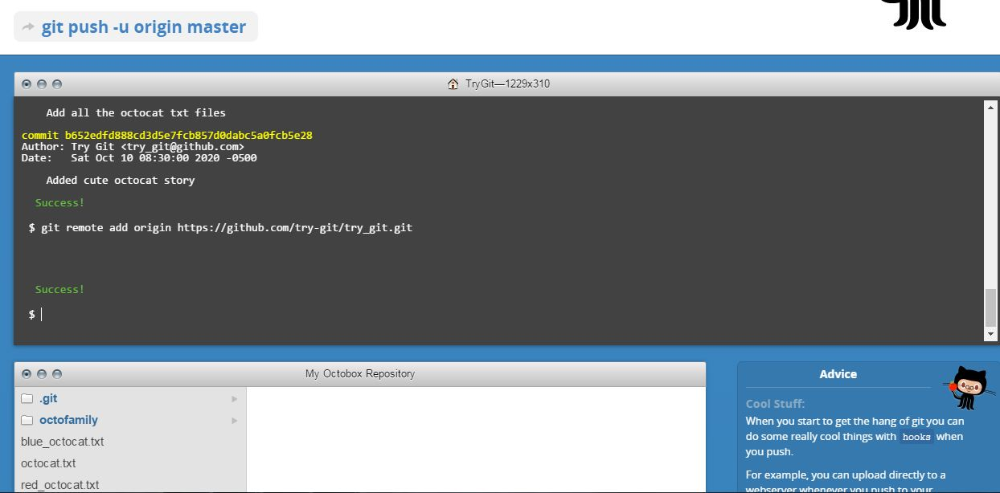 git push -u origin master
TryGit—1229x310
Add all the octocat txt files
commit b652edfd888cd3d5e7fcb857d0dabc5a0fcb5e28
Author: Try Git <try_git@github.com>
Date:   Sat Oct 10 08:30:00 2020 -0500
Added cute octocat story
Success!
$ git remote add origin https://github.com/try-git/try_git.git
Success!
$
My Octobox Repository
.git
octofamily
blue_octocat.txt
octocat.txt
red_octocat.txt
Advice
Cool Stuff:
When you start to get the hang of git you can
do some really cool things with hooks when
you push.
For example, you can upload directly to a
webserver whenever you push to your